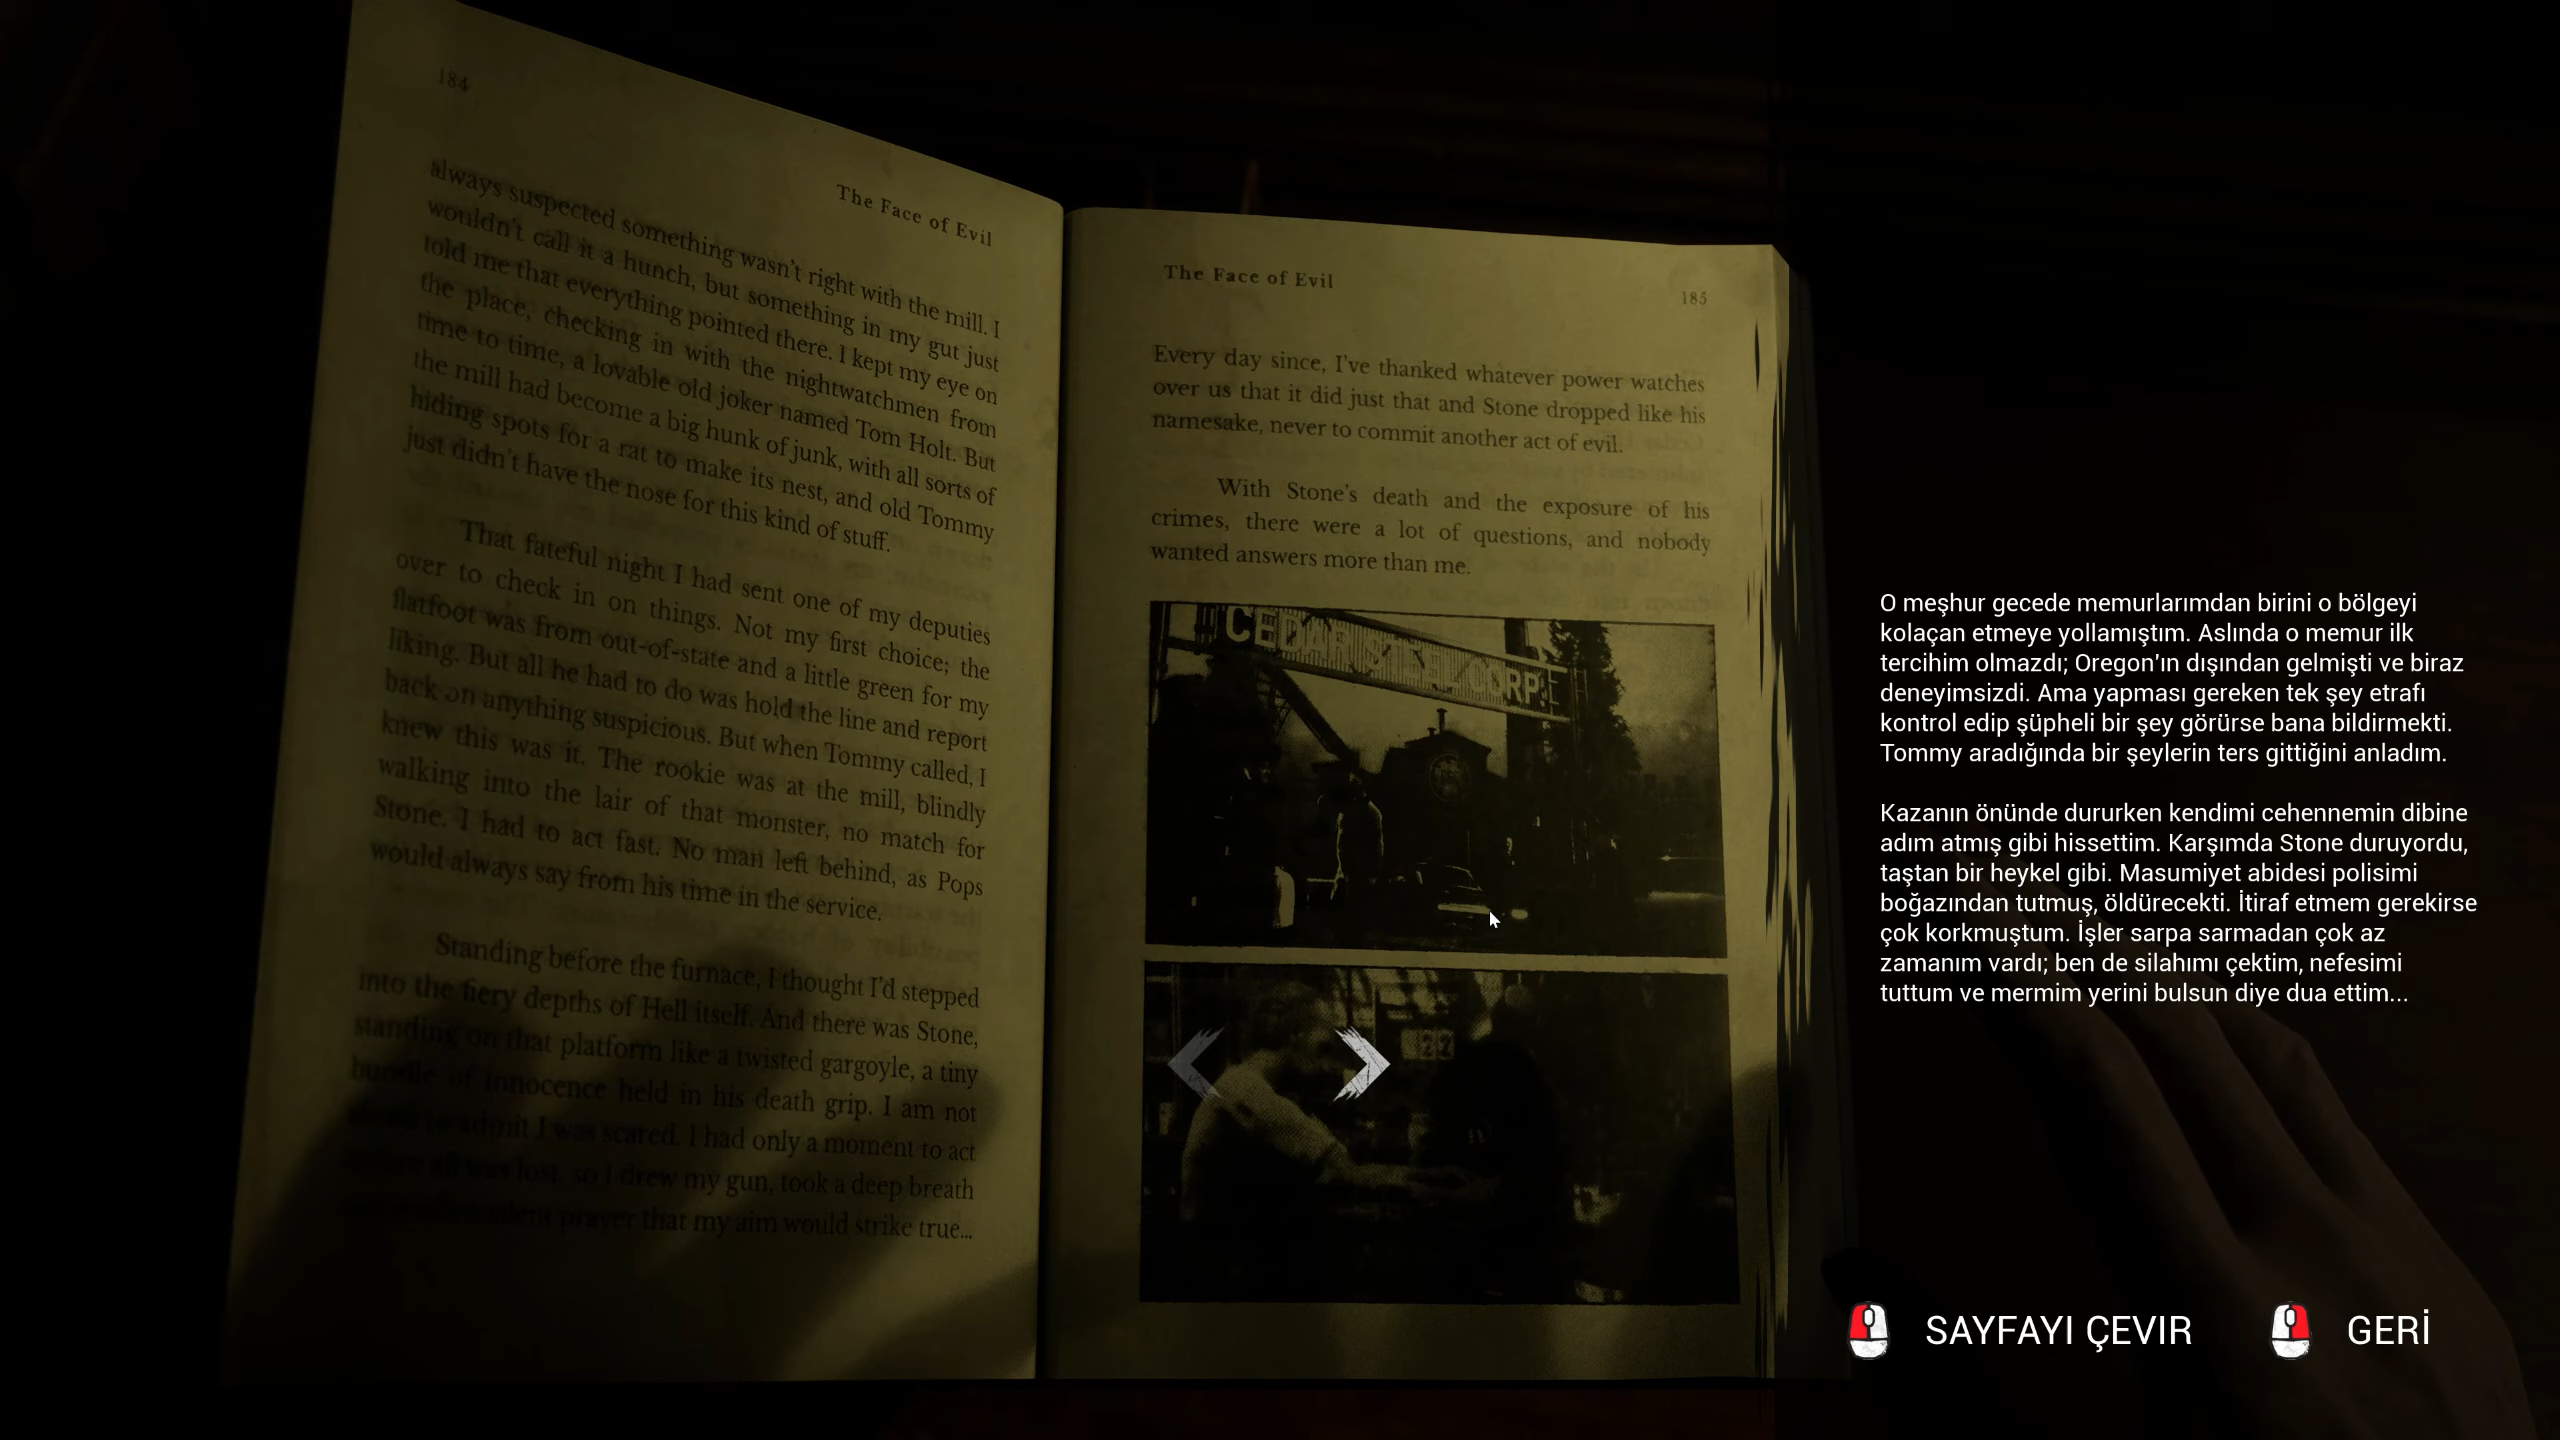 184
The Face of Evil
always suspected something wasn't right with the mill. I
wouldn't call it a hunch, but something in my gut just
told me that everything pointed there. I kept my eye on
the place, checking in with the nightwatchmen from
time to time, a lovable old joker named Tom Holt. But
the mill had become a big hunk of junk, with all sorts of
hiding spots for a rat to make its nest, and old Tommy
just didn't have the nose for this kind of stuff.
That fateful night I had sent one of my deputies
over to check in on things. Not my first choice; the
flatfoot was from out-of-state and a little green for my
liking. But all he had to do was hold the line and report
back on anything suspicious. But when Tommy called, I
knew this was it. The rookie was at the mill, blindly
walking into the lair of that monster, no match for
Stone. I had to act fast. No man left behind, as Pops
would always say from his time in the service.
Standing before the furnace, I thought I'd stepped
into the fiery depths of Hell itself. And there was Stone,
standing on that platform like a twisted gargoyle, a tiny
bundle of innocence held in his death grip. I am not
to admit I was scared. I had only a moment to act
all was lost, so I drew my gun, took a deep breath
silent prayer that my aim would strike true...
The Face of Evil
185
Every day since, I've thanked whatever power watches
over us that it did just that and Stone dropped like his
namesake, never to commit another act of evil.
With Stone's death and the exposure of his
crimes, there were a lot of questions, and nobody
wanted answers more than me.
CEDAR STEEL CORP.
22
O meşhur gecede memurlarımdan birini o bölgeyi
kolaçan etmeye yollamıştım. Aslında o memur ilk
tercihim olmazdı; Oregon'ın dışından gelmişti ve biraz
deneyimsizdi. Ama yapması gereken tek şey etrafı
kontrol edip şüpheli bir şey görürse bana bildirmekti.
Tommy aradığında bir şeylerin ters gittiğini anladım.
Kazanın önünde dururken kendimi cehennemin dibine
adım atmış gibi hissettim. Karşımda Stone duruyordu,
taştan bir heykel gibi. Masumiyet abidesi polisimi
boğazından tutmuş, öldürecekti. İtiraf etmem gerekirse
çok korkmuştum. İşler sarpa sarmadan çok az
zamanım vardı; ben de silahımı çektim, nefesimi
tuttum ve mermim yerini bulsun diye dua ettim...
SAYFAYI ÇEVIR
GERİ